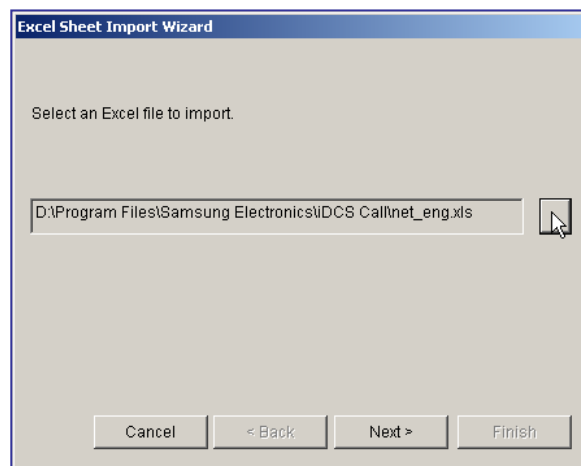 Excel Sheet Import Wizard
Select an Excel file to import.
D:\Program Files\Samsung Electronics\iDCS Call\net_eng.xls
Cancel
< Back
Next >
Finish